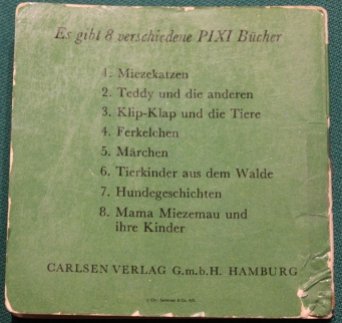 Es gibt 8 verschiedene PIXI Bücher
1. Miezekatzen
2. Teddy und die anderen
3. Klip-Klap und die Tiere
4. Ferkelchen
5. Märchen
6. Tierkinder aus dem Walde
7. Hundegeschichten
8. Mama Miezemau und
ihre Kinder
CARLSEN VERLAG G.m.b.H. HAMBURG